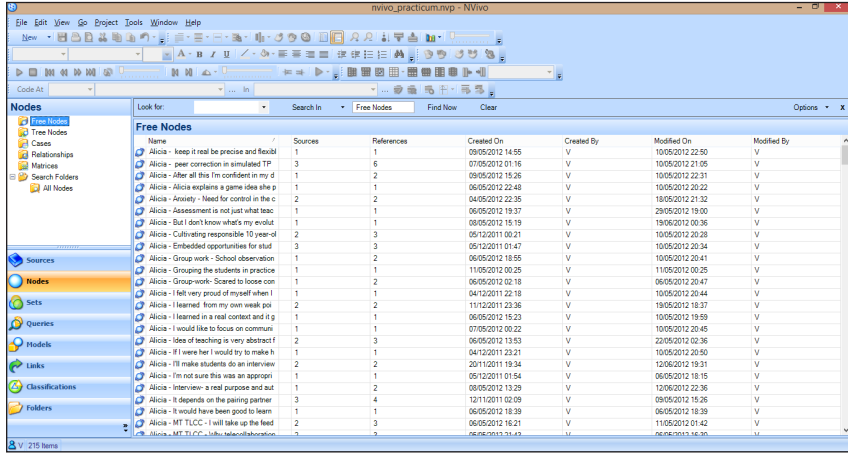 nvivo_practicum.nvp - NVivo
File Edit View Go Project Tools Window Help
New
A B I U
Code At ... In ...
Nodes
Look for: Search In Free Nodes Find Now Clear Options x
Free Nodes
Tree Nodes
Cases
Relationships
Matrices
Search Folders
All Nodes
Sources
Nodes
Sets
Queries
Models
Links
Classifications
Folders
Free Nodes
Name Sources References Created On Created By Modified On Modified By
Alicia - keep it real be precise and flexibl 1 1 09/05/2012 14:55 V 10/05/2012 22:50 V
Alicia - peer correction in simulated TP 3 6 07/05/2012 01:16 V 10/05/2012 21:05 V
Alicia - After all this I'm confident in my d 1 2 09/05/2012 15:26 V 10/05/2012 22:31 V
Alicia - Alicia explains a game idea she p 1 1 06/05/2012 22:48 V 10/05/2012 20:22 V
Alicia - Anxiety - Need for control in the c 2 2 04/05/2012 22:35 V 18/05/2012 21:32 V
Alicia - Assessment is not just what teac 1 1 06/05/2012 19:37 V 29/05/2012 19:00 V
Alicia - But I don't know what's my evolut 1 1 08/05/2012 15:19 V 19/06/2012 00:36 V
Alicia - Cultivating responsible 10 year-ol 2 3 05/12/2011 00:21 V 10/05/2012 20:28 V
Alicia - Embedded opportunities for stud 3 3 05/12/2011 01:47 V 10/05/2012 20:34 V
Alicia - Group work - School observation 1 2 06/05/2012 18:55 V 10/05/2012 20:41 V
Alicia - Grouping the students in practice 1 1 11/05/2012 00:25 V 11/05/2012 00:25 V
Alicia - Group-work- Scared to loose con 1 2 06/05/2012 02:18 V 06/05/2012 20:47 V
Alicia - I felt very proud of myself when I 1 1 04/12/2011 22:18 V 10/05/2012 20:44 V
Alicia - I learned from my own weak poi 2 2 11/12/2011 23:36 V 19/05/2012 18:37 V
Alicia - I learned in a real context and it g 1 1 06/05/2012 15:23 V 10/05/2012 19:59 V
Alicia - I would like to focus on communi 1 1 07/05/2012 00:22 V 10/05/2012 20:45 V
Alicia - Idea of teaching is very abstract f 2 3 06/05/2012 13:53 V 22/05/2012 02:36 V
Alicia - If I were her I would try to make h 1 1 04/12/2011 23:21 V 10/05/2012 20:50 V
Alicia - I'll make students do an interview 2 2 20/11/2011 19:34 V 12/06/2012 19:31 V
Alicia - I'm not sure this was an appropri 1 1 05/12/2011 01:54 V 06/05/2012 18:15 V
Alicia - Interview- a real purpose and aut 1 2 08/05/2012 13:29 V 12/06/2012 22:36 V
Alicia - It depends on the pairing partner 3 4 12/11/2011 02:09 V 09/05/2012 15:26 V
Alicia - It would have been good to learn 1 1 06/05/2012 18:39 V 06/05/2012 18:39 V
Alicia - MT TLCC - I will take up the feed 2 3 06/05/2012 16:21 V 11/05/2012 01:42 V
Alicia - MT TLCC - Why telecollaboration 2 3 06/05/2012 21:43 V 06/05/2012 16:30 V
V 215 Items